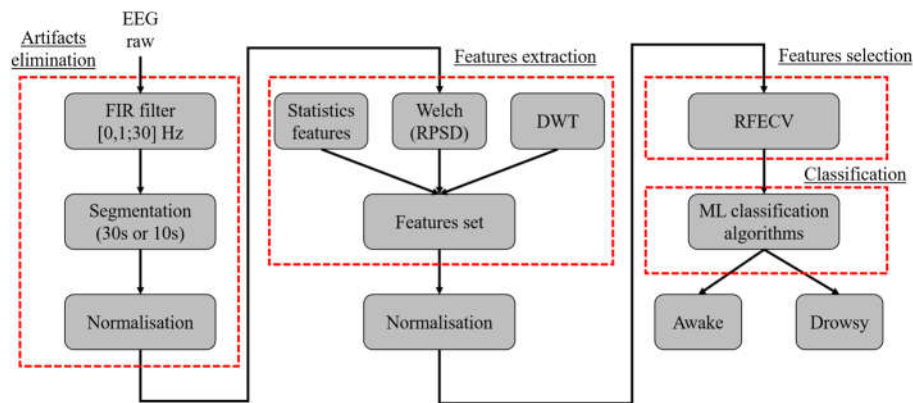 Artifacts
elimination
EEG
raw
FIR filter
[0,1;30] Hz
Segmentation
(30s or 10s)
Normalisation
Features extraction
Statistics
features
Welch
(RPSD)
DWT
Features set
Normalisation
Features selection
RFECV
Classification
ML classification
algorithms
Awake
Drowsy